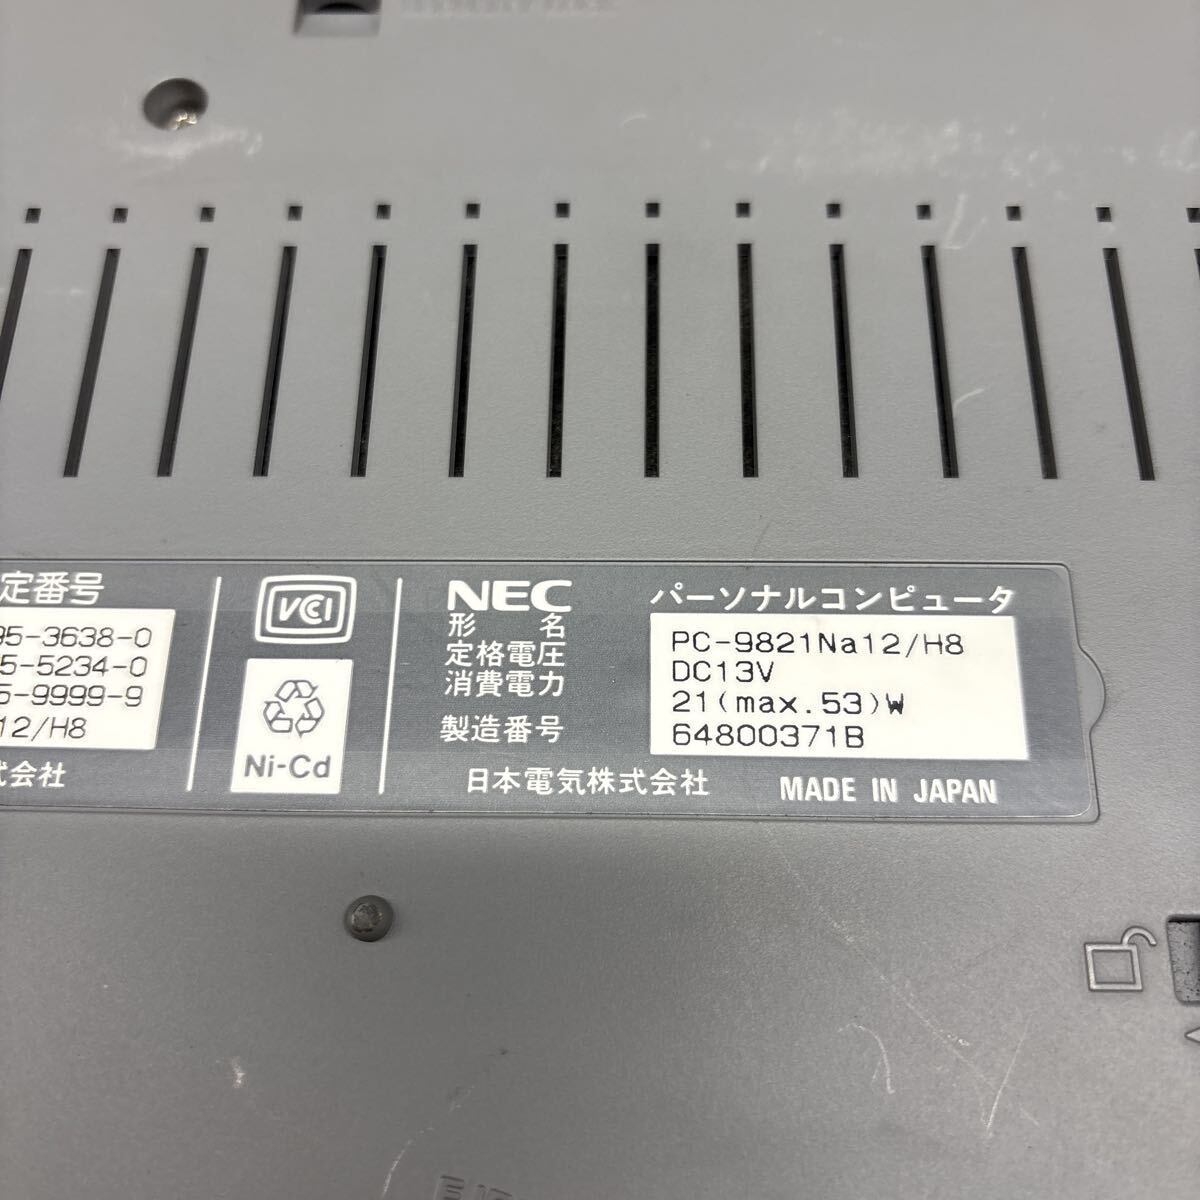 定番号
95-3638-0
5-5234-0
5-9999-9
12/H8
式会社
VCCI
Ni-Cd
NEC パーソナルコンピュータ
形名 PC-9821Na12/H8
定格電圧 DC13V
消費電力 21(max.53)W
製造番号 64800371B
日本電気株式会社 MADE IN JAPAN